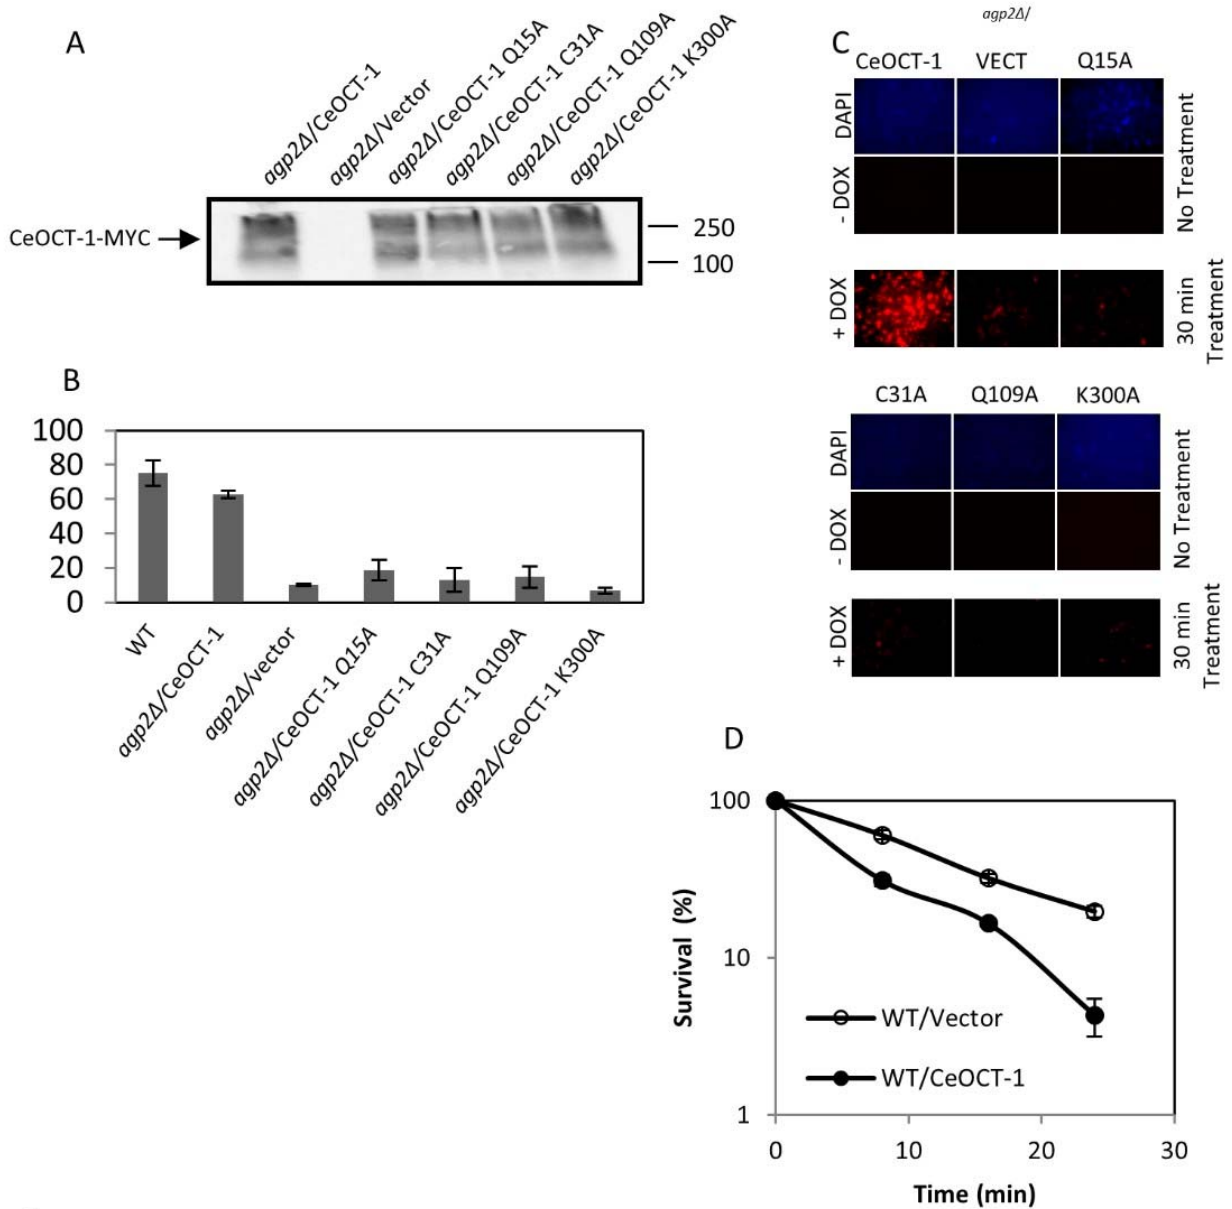 A
agp2Δ/CeOCT-1
agp2Δ/Vector
agp2Δ/CeOCT-1 Q15A
agp2Δ/CeOCT-1 C31A
agp2Δ/CeOCT-1 Q109A
agp2Δ/CeOCT-1 K300A
CeOCT-1-MYC
250
100
B
100
80
60
40
20
0
WT
agp2Δ/CeOCT-1
agp2Δ/vector
agp2Δ/CeOCT-1 Q15A
agp2Δ/CeOCT-1 C31A
agp2Δ/CeOCT-1 Q109A
agp2Δ/CeOCT-1 K300A
C
agp2Δ/
CeOCT-1 VECT Q15A
DAPI
- DOX
No Treatment
+ DOX
30 min
Treatment
C31A Q109A K300A
DAPI
- DOX
No Treatment
+ DOX
30 min
Treatment
D
Survival (%)
100
10
1
WT/Vector
WT/CeOCT-1
0 10 20 30
Time (min)